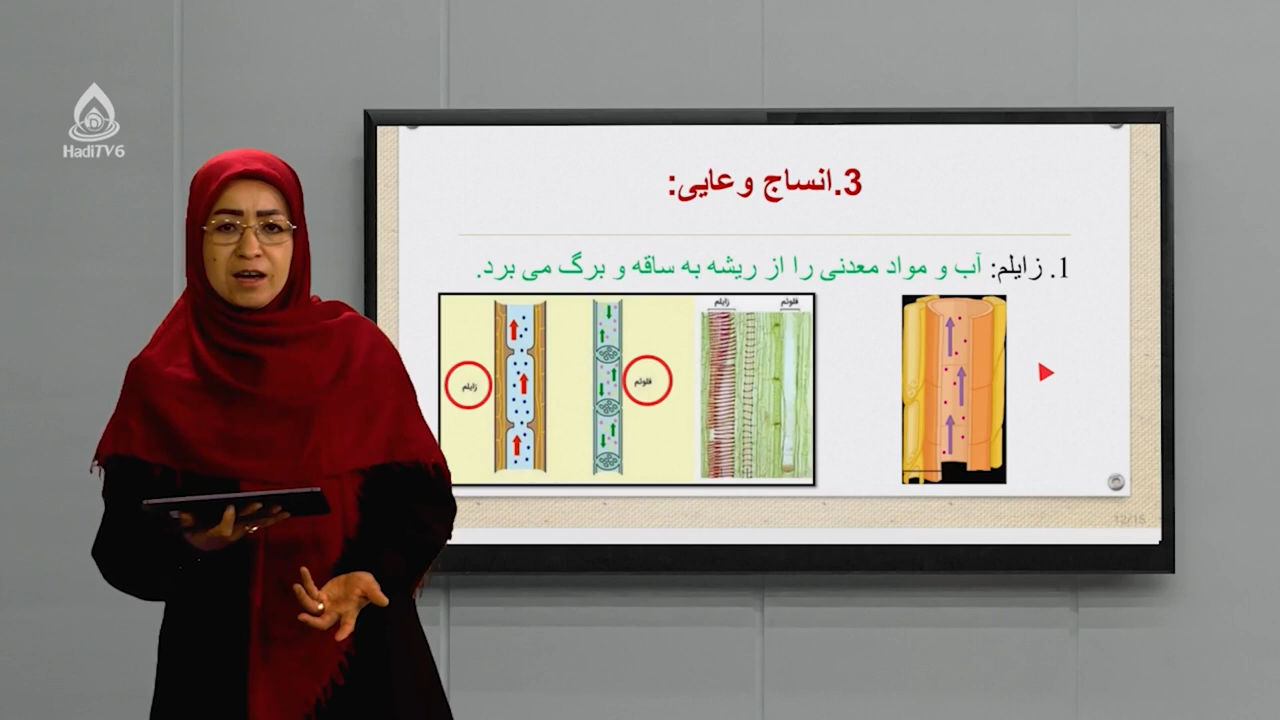 HadiTV6
3.انساج وعایی:
1. زایلم: آب و مواد معدنی را از ریشه به ساقه و برگ می برد.
زایلم
فلوئم
زایلم
فلوئم
12/15